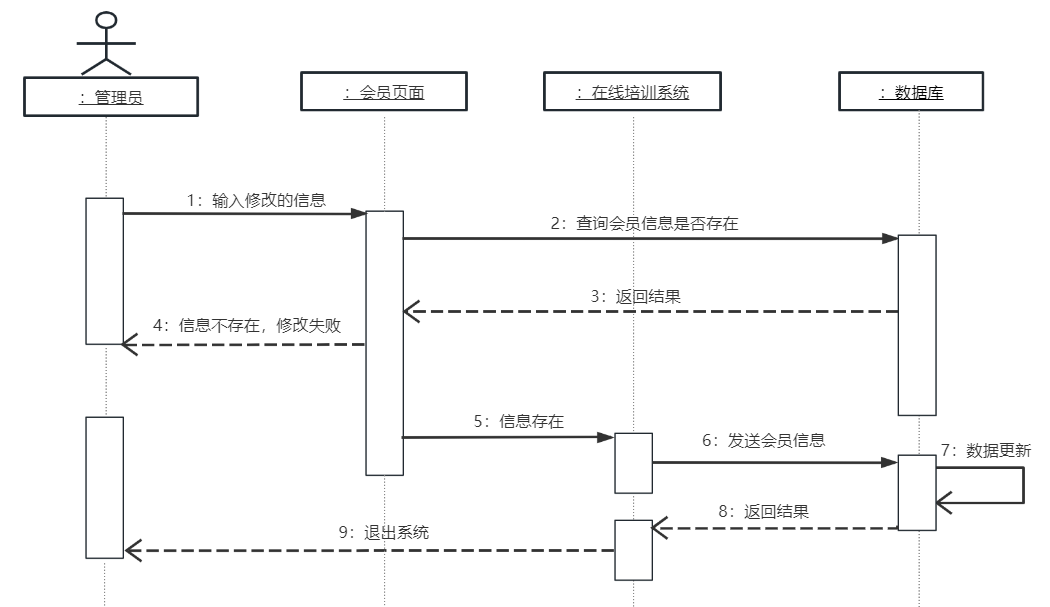 ：管理员
：会员页面
：在线培训系统
：数据库
1：输入修改的信息
2：查询会员信息是否存在
3：返回结果
4：信息不存在，修改失败
5：信息存在
6：发送会员信息
7：数据更新
8：返回结果
9：退出系统